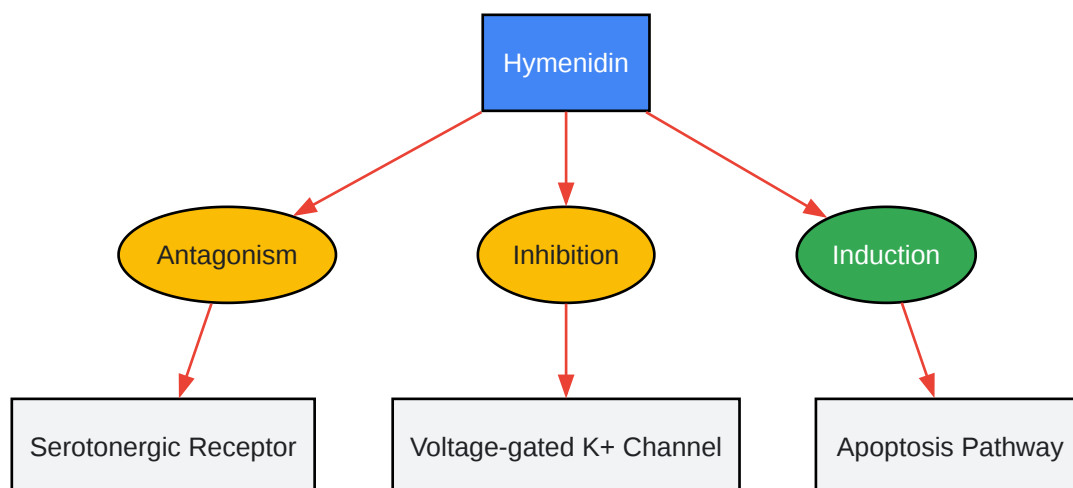 Hymenidin
Antagonism
Inhibition
Induction
Serotonergic Receptor
Voltage-gated K+ Channel
Apoptosis Pathway